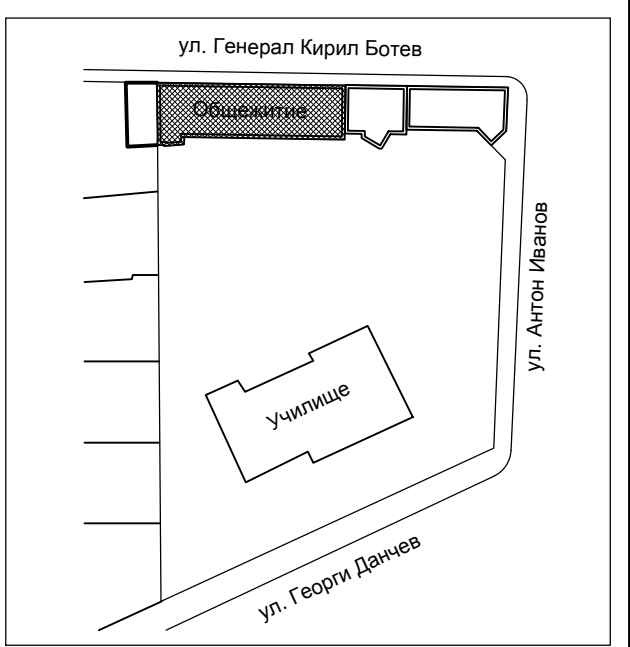 ул. Генерал Кирил Ботев
Общежитие
ул. Антон Иванов
Училище
ул. Георги Данчев